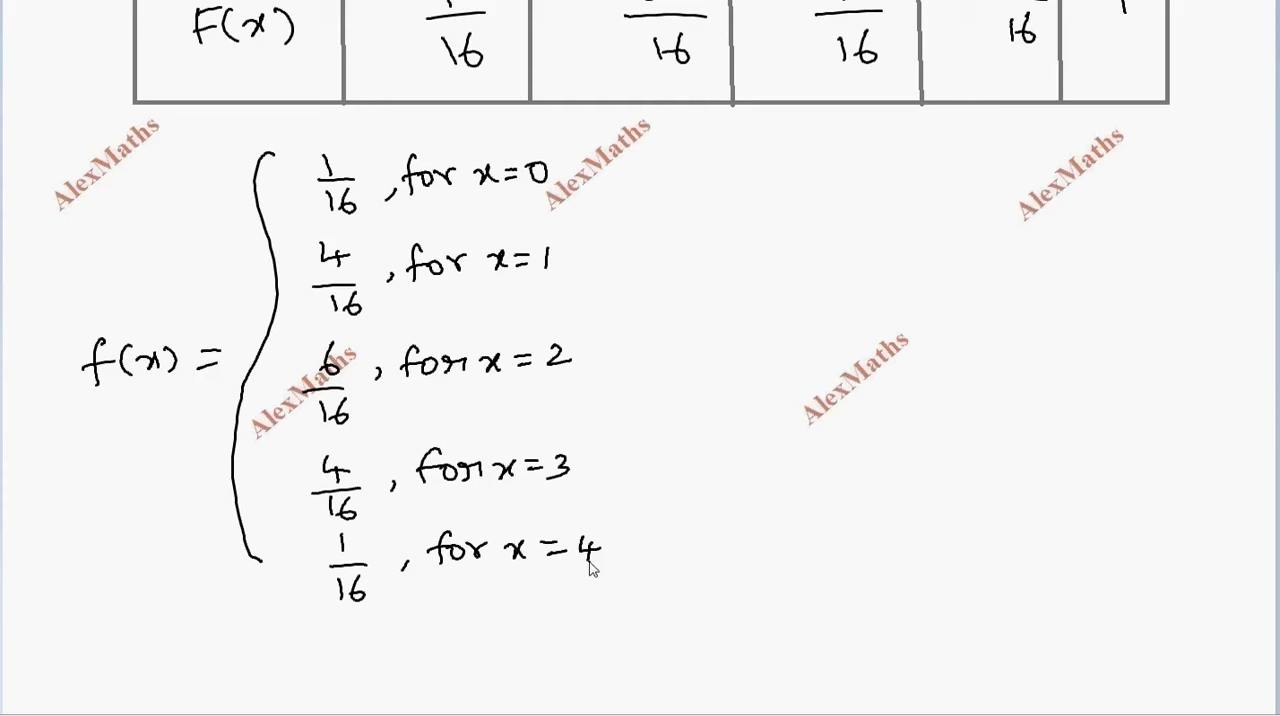 F(x) 16 16 16 16
AlexMaths AlexMaths AlexMaths
1/16 , for x=0
4/16 , for x=1
f(x) = 6/16 , for x=2
AlexMaths AlexMaths
4/16 , for x=3
1/16 , for x=4